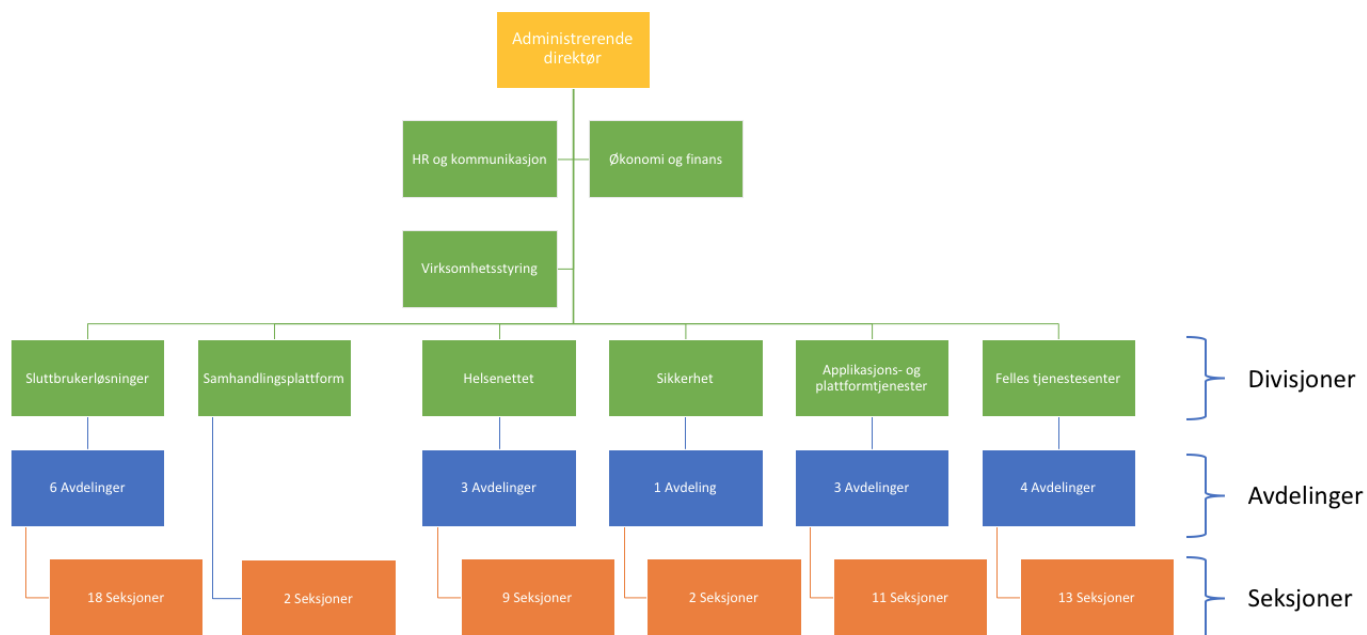 Administrerende
direktør
HR og kommunikasjon
Økonomi og finans
Virksomhetsstyring
Sluttbrukerløsninger
Samhandlingsplattform
Helsenettet
Sikkerhet
Applikasjons- og
plattformtjenester
Felles tjenestesenter
Divisjoner
6 Avdelinger
3 Avdelinger
1 Avdeling
3 Avdelinger
4 Avdelinger
Avdelinger
18 Seksjoner
2 Seksjoner
9 Seksjoner
2 Seksjoner
11 Seksjoner
13 Seksjoner
Seksjoner